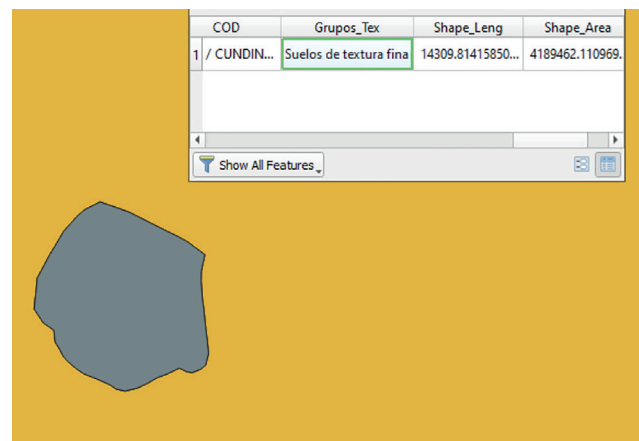 COD Grupos_Tex Shape_Leng Shape_Area
1 / CUNDIN... Suelos de textura fina 14309.81415850... 4189462.110969.
Show All Features